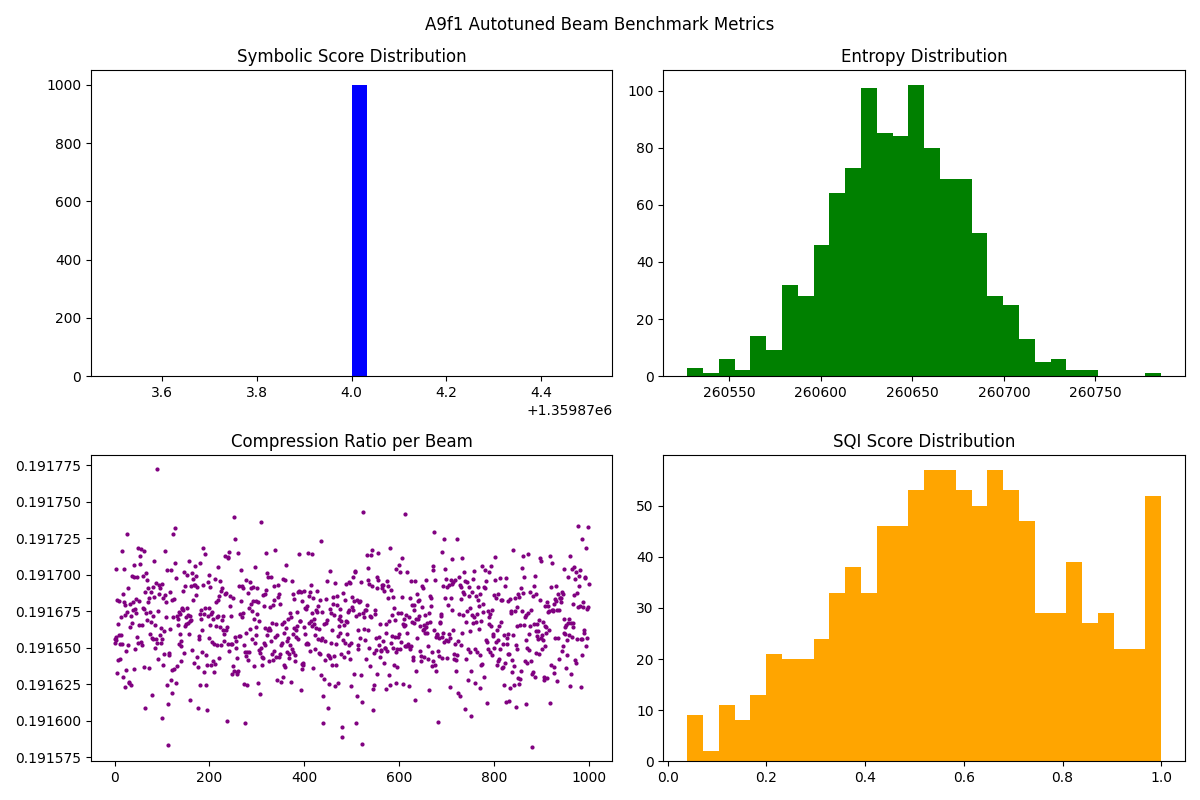 A9f1 Autotuned Beam Benchmark Metrics
Symbolic Score Distribution
1000
800
600
400
200
0
3.6 3.8 4.0 4.2 4.4
+1.35987e6
Entropy Distribution
100
80
60
40
20
0
260550 260600 260650 260700 260750
Compression Ratio per Beam
0.191775
0.191750
0.191725
0.191700
0.191675
0.191650
0.191625
0.191600
0.191575
0 200 400 600 800 1000
SQI Score Distribution
50
40
30
20
10
0
0.0 0.2 0.4 0.6 0.8 1.0